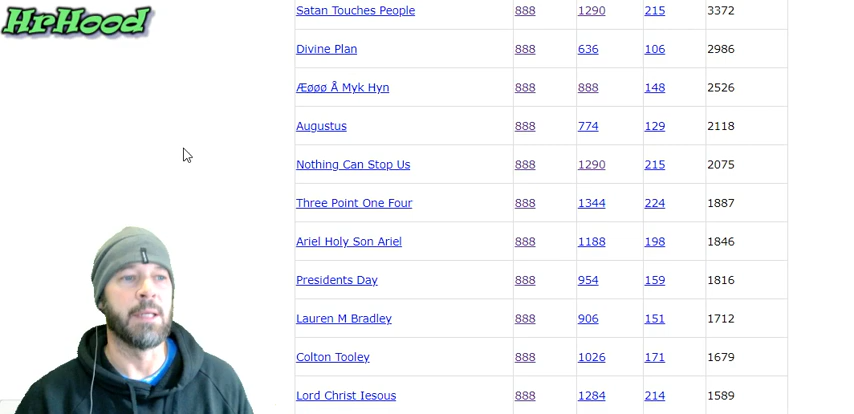 HrHood
Satan Touches People 888 1290 215 3372
Divine Plan 888 636 106 2986
Æøøø Å Myk Hyn 888 888 148 2526
Augustus 888 774 129 2118
Nothing Can Stop Us 888 1290 215 2075
Three Point One Four 888 1344 224 1887
Ariel Holy Son Ariel 888 1188 198 1846
Presidents Day 888 954 159 1816
Lauren M Bradley 888 906 151 1712
Colton Tooley 888 1026 171 1679
Lord Christ Iesous 888 1284 214 1589